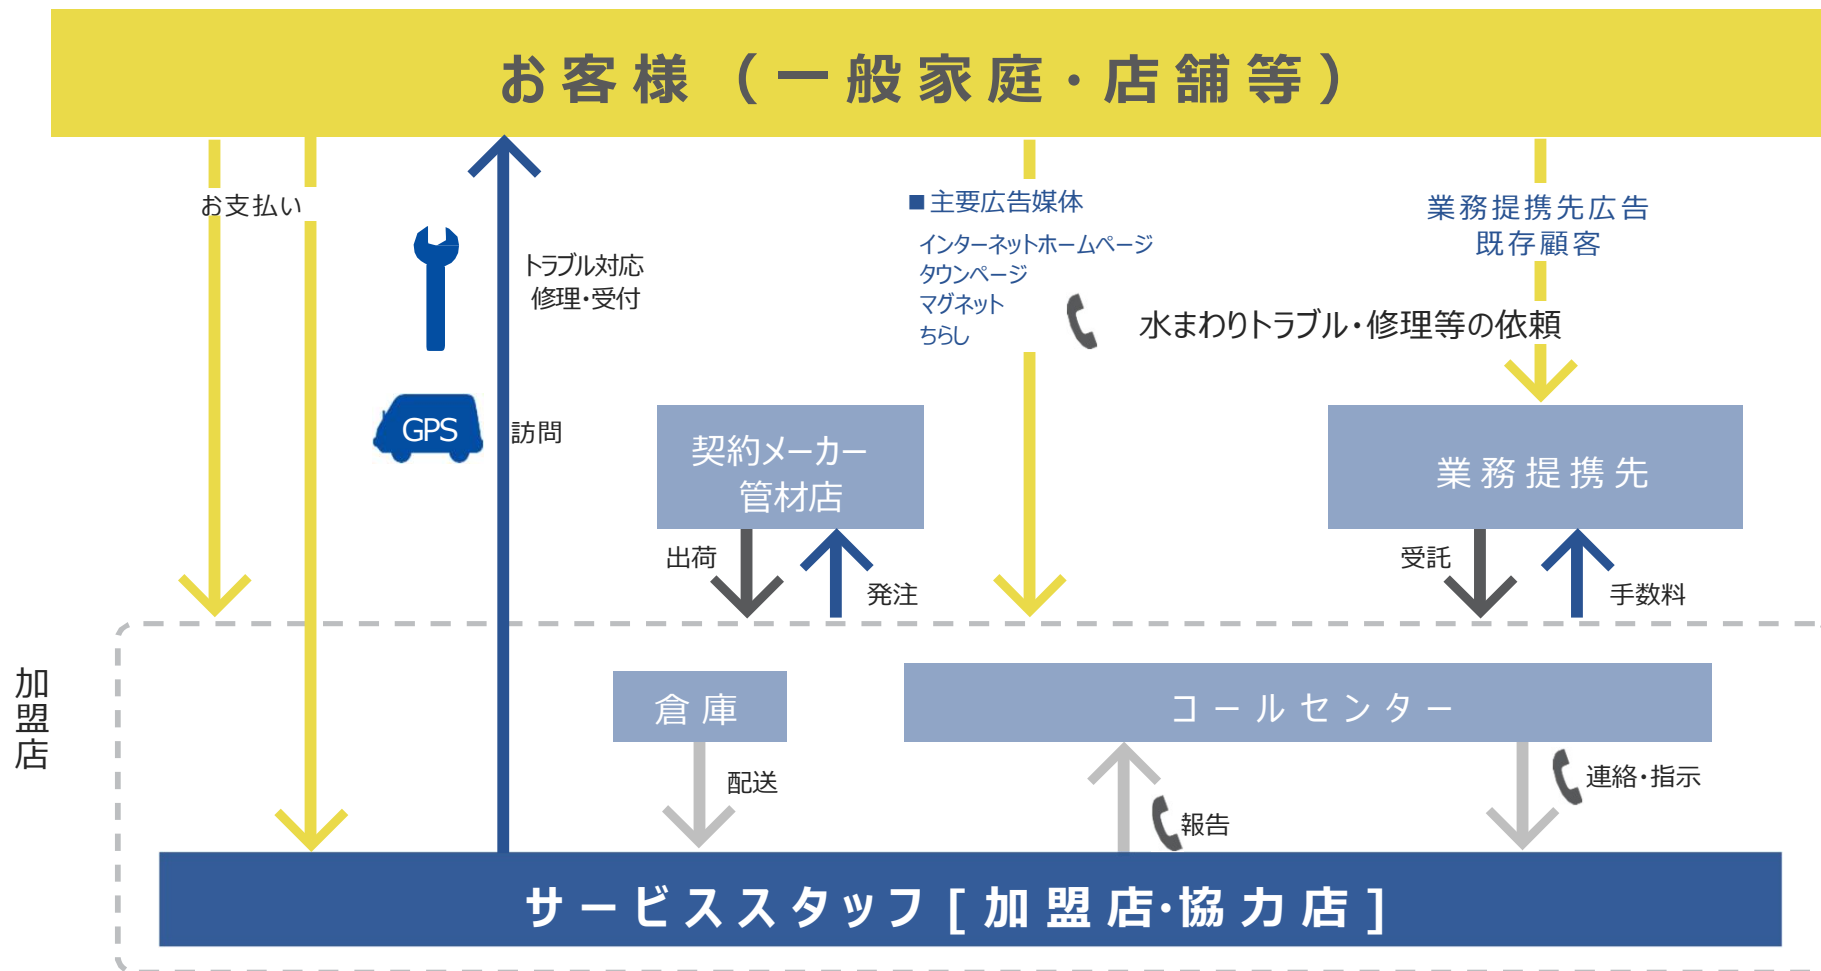 お客様（一般家庭・店舗等）
お支払い
トラブル対応
修理・受付
GPS
訪問
■主要広告媒体
インターネットホームページ
タウンページ
マグネット
ちらし
業務提携先広告
既存顧客
水まわりトラブル・修理等の依頼
契約メーカー
管材店
業務提携先
出荷
発注
受託
手数料
加盟店
倉庫
コールセンター
配送
報告
連絡・指示
サービススタッフ[加盟店・協力店]